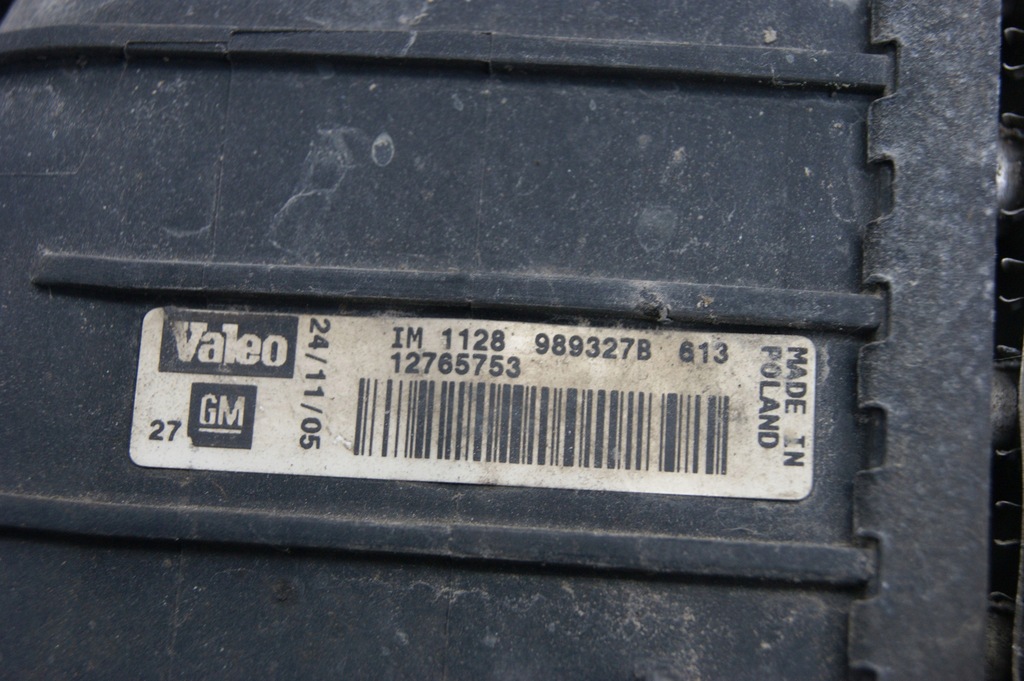 Valeo
GM
27
24/11/05
IM 1128 989327B 613
12765753
MADE IN
POLAND